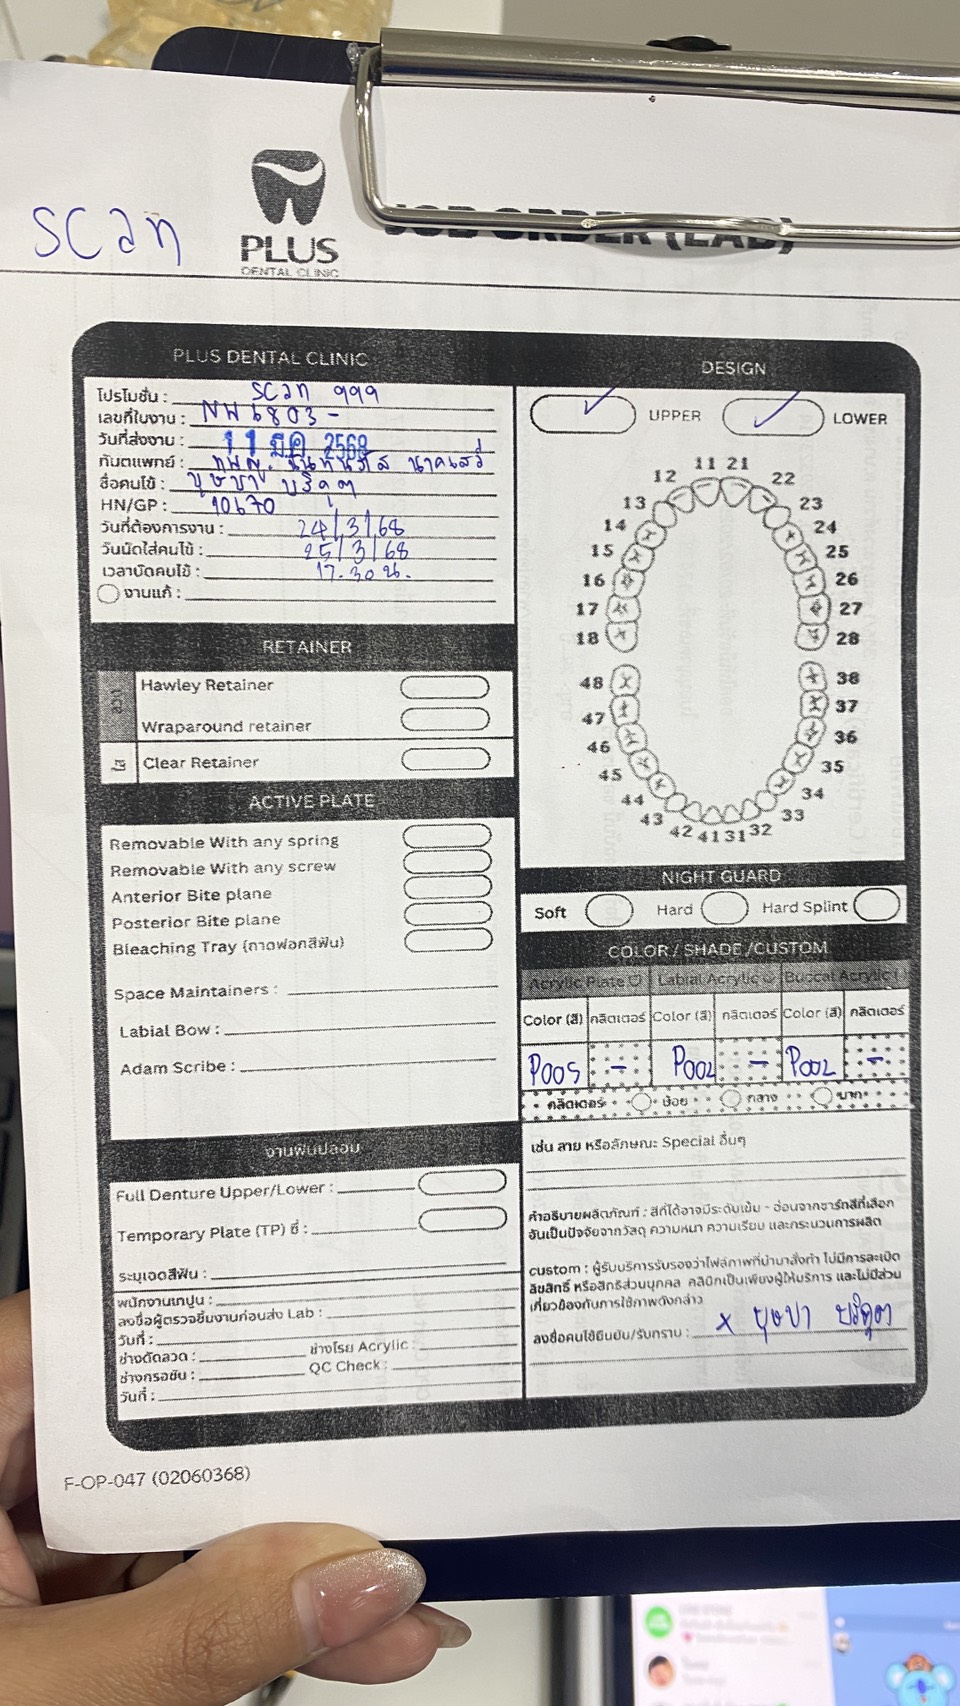 scan
PLUS
DENTAL CLINIC
JOB ORDER (LAB)
PLUS DENTAL CLINIC
โปรโมชั่น : scan 999
เลขที่ใบงาน : NW6803-
วันที่ส่งงาน : 11 มีค 2568
ทันตแพทย์ : ทพญ.
ชื่อคนไข้ : บุษบา บริคุต
HN/GP : 10670
วันที่ต้องการงาน : 24/3/68
วันนัดใส่คนไข้ : 25/3/68
เวลานัดคนไข้ : 17.30 น.
งานแก้ :
RETAINER
ลวด
Hawley Retainer
Wraparound retainer
ใส
Clear Retainer
ACTIVE PLATE
Removable With any spring
Removable With any screw
Anterior Bite plane
Posterior Bite plane
Bleaching Tray (ถาดฟอกสีฟัน)
Space Maintainers :
Labial Bow :
Adam Scribe :
งานฟันปลอม
Full Denture Upper/Lower :
Temporary Plate (TP) ซี่ :
ระบุเฉดสีฟัน :
พนักงานเทปูน :
ลงชื่อผู้ตรวจชิ้นงานก่อนส่ง Lab :
วันที่ :
ช่างดัดลวด : ช่างโรย Acrylic :
ช่างกรอขัน : QC Check :
วันที่ :
DESIGN
UPPER LOWER
11 21
12 22
13 23
14 24
15 25
16 26
17 27
18 28
48 38
47 37
46 36
45 35
44 34
43 33
42 41 31 32
NIGHT GUARD
Soft Hard Hard Splint
COLOR / SHADE /CUSTOM
Acrylic Plate Labial Acrylic Buccal Acrylic
Color (สี) กลิตเตอร์ Color (สี) กลิตเตอร์ Color (สี) กลิตเตอร์
P005 - P002 - P002 -
กลิตเตอร์ น้อย กลาง มาก
เช่น ลาย หรือลักษณะ Special อื่นๆ
คำอธิบายผลิตภัณฑ์ : สีที่ได้อาจมีระดับเข้ม - อ่อนจากชาร์ทสีที่เลือก
อันเป็นปัจจัยจากวัสดุ ความหนา ความเรียบ และกระบวนการผลิต
custom : ผู้รับบริการรับรองว่าไฟล์ภาพที่นำมาสั่งทำ ไม่มีการละเมิด
ลิขสิทธิ์ หรือสิทธิส่วนบุคคล คลินิกเป็นเพียงผู้ให้บริการ และไม่มีส่วน
เกี่ยวข้องกับการใช้ภาพดังกล่าว
ลงชื่อคนไข้ยืนยัน/รับทราบ : x บุษบา บริคุต
F-OP-047 (02060368)